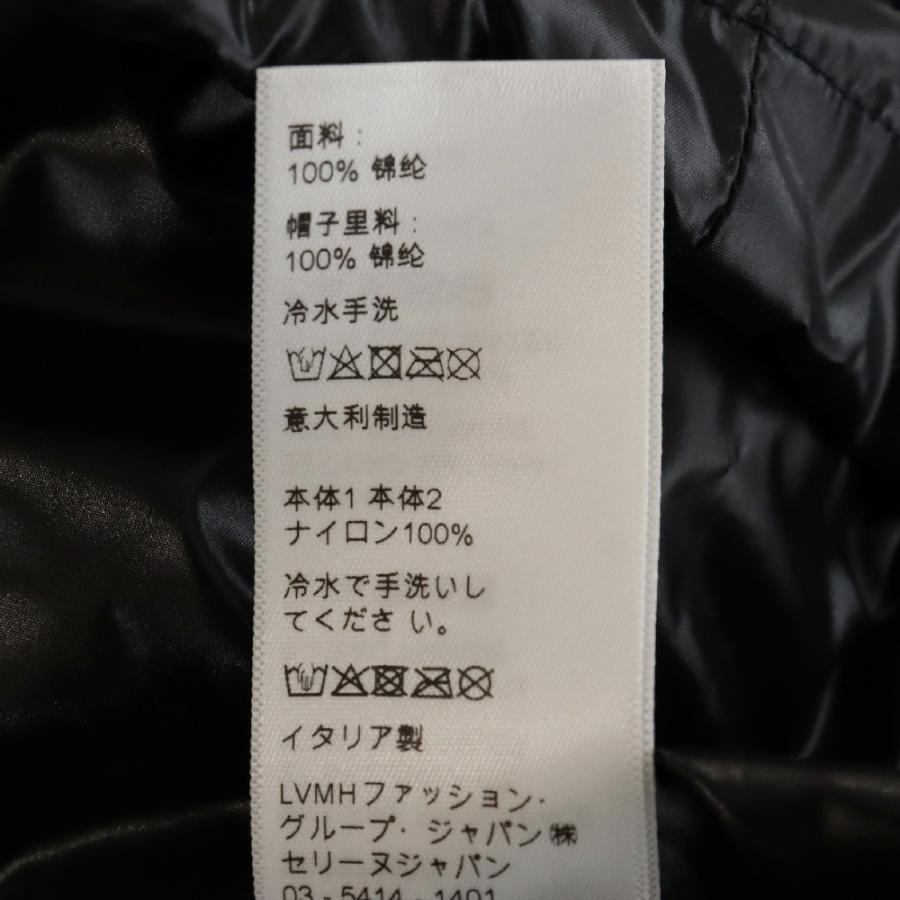 面料：
100% 锦纶
帽子里料：
100% 锦纶
冷水手洗
意大利制造
本体1 本体2
ナイロン100%
冷水で手洗いし
てくださ い。
イタリア製
LVMHファッション·
グループ· ジャパン㈱
セリーヌジャパン
03 - 5414 - 1401